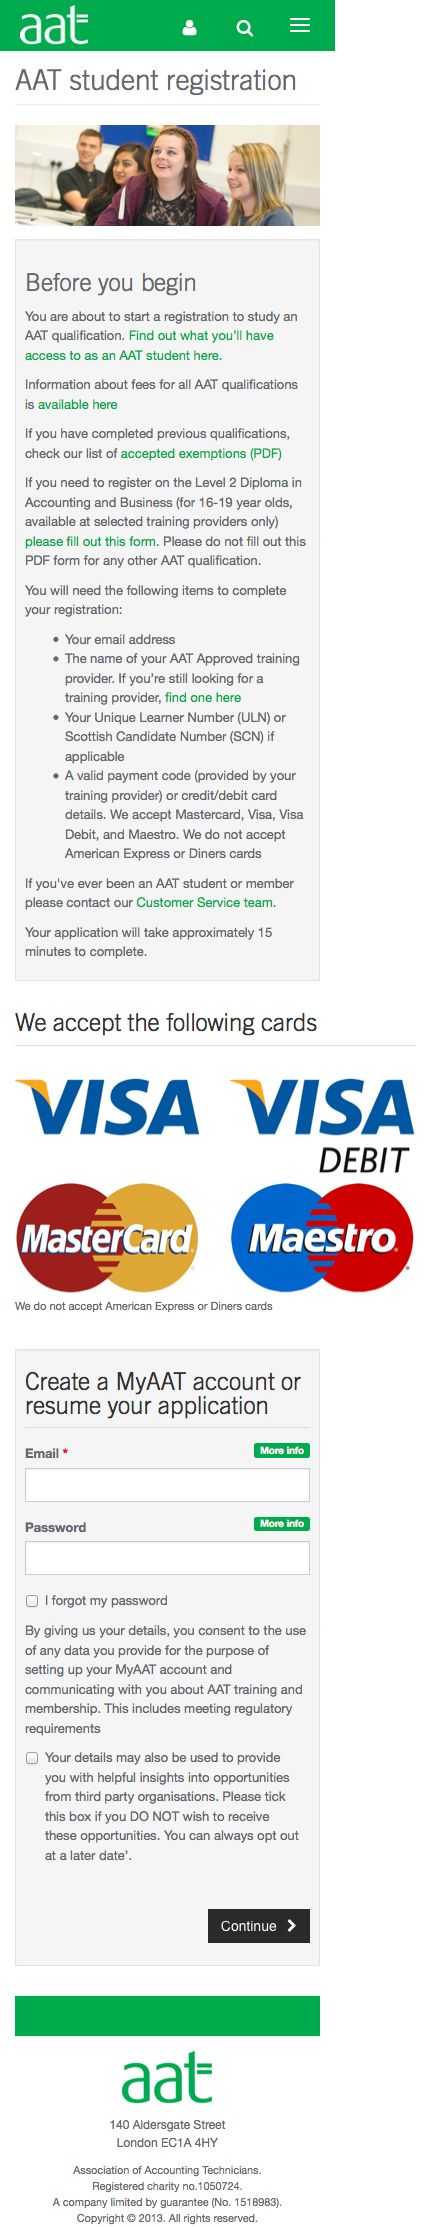 aat
AAT student registration
Before you begin
You are about to start a registration to study an
AAT qualification. Find out what you'll have
access to as an AAT student here.
Information about fees for all AAT qualifications
is available here
If you have completed previous qualifications,
check our list of accepted exemptions (PDF)
If you need to register on the Level 2 Diploma in
Accounting and Business (for 16-19 year olds,
available at selected training providers only)
please fill out this form. Please do not fill out this
PDF form for any other AAT qualification.
You will need the following items to complete
your registration:
• Your email address
• The name of your AAT Approved training
provider. If you're still looking for a
training provider, find one here
• Your Unique Learner Number (ULN) or
Scottish Candidate Number (SCN) if
applicable
• A valid payment code (provided by your
training provider) or credit/debit card
details. We accept Mastercard, Visa, Visa
Debit, and Maestro. We do not accept
American Express or Diners cards
If you've ever been an AAT student or member
please contact our Customer Service team.
Your application will take approximately 15
minutes to complete.
We accept the following cards
VISA VISA
DEBIT
MasterCard Maestro
We do not accept American Express or Diners cards
Create a MyAAT account or
resume your application
Email * More info
Password More info
I forgot my password
By giving us your details, you consent to the use
of any data you provide for the purpose of
setting up your MyAAT account and
communicating with you about AAT training and
membership. This includes meeting regulatory
requirements
Your details may also be used to provide
you with helpful insights into opportunities
from third party organisations. Please tick
this box if you DO NOT wish to receive
these opportunities. You can always opt out
at a later date'.
Continue
aat
140 Aldersgate Street
London EC1A 4HY
Association of Accounting Technicians.
Registered charity no.1050724.
A company limited by guarantee (No. 1518983).
Copyright © 2013. All rights reserved.